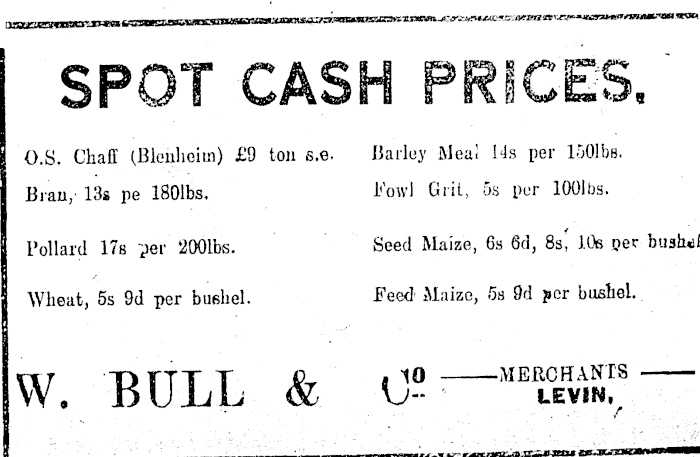 SPOT CASH PRICES.
O.S. Chaff (Blenheim) £9 ton s.e.
Bran, 13s pe 180lbs.
Pollard 17s per 200lbs.
Wheat, 5s 9d per bushel.
Barley Meal 14s per 150lbs.
Fowl Grit, 5s per 100lbs.
Seed Maize, 6s 6d, 8s, 10s per bushel
Feed Maize, 5s 9d per bushel.
W. BULL & Co
MERCHANTS
LEVIN,